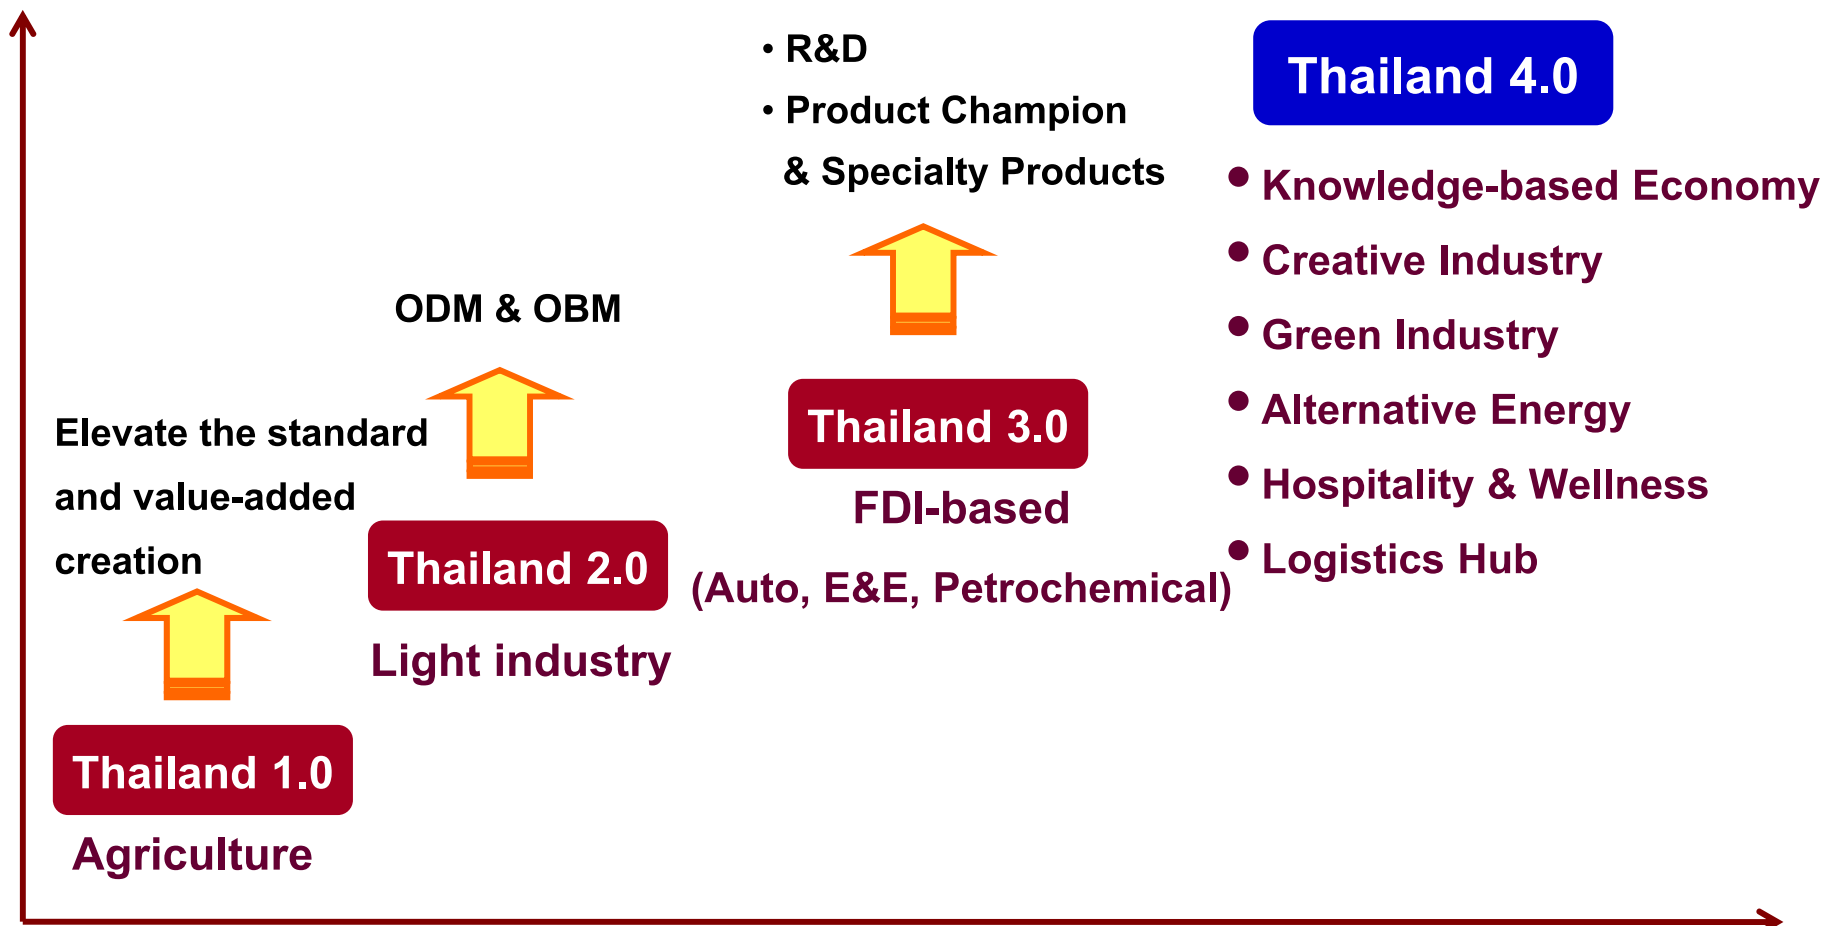 Elevate the standard
and value-added
creation
Thailand 1.0
Agriculture
ODM & OBM
Thailand 2.0
Light industry
• R&D
• Product Champion
& Specialty Products
Thailand 3.0
FDI-based
(Auto, E&E, Petrochemical)
Thailand 4.0
• Knowledge-based Economy
• Creative Industry
• Green Industry
• Alternative Energy
• Hospitality & Wellness
• Logistics Hub